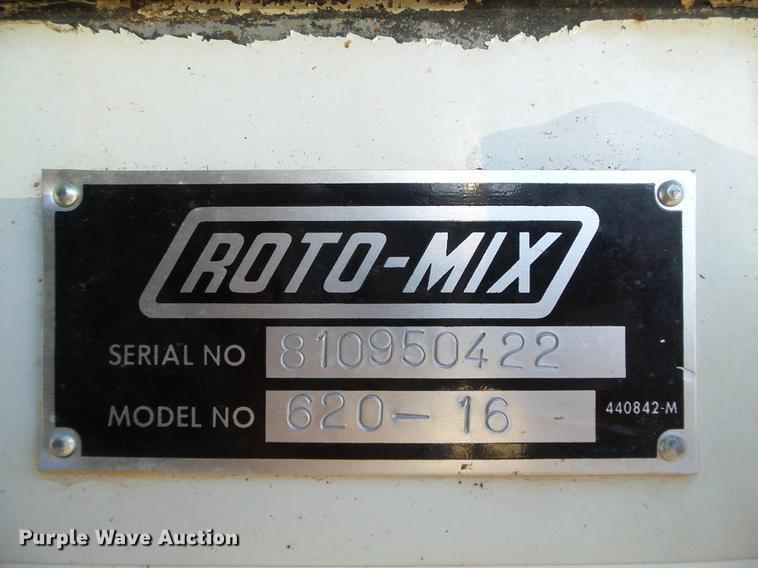 ROTO-MIX
SERIAL NO 810950422
MODEL NO 620-16 440842-M
Purple Wave Auction